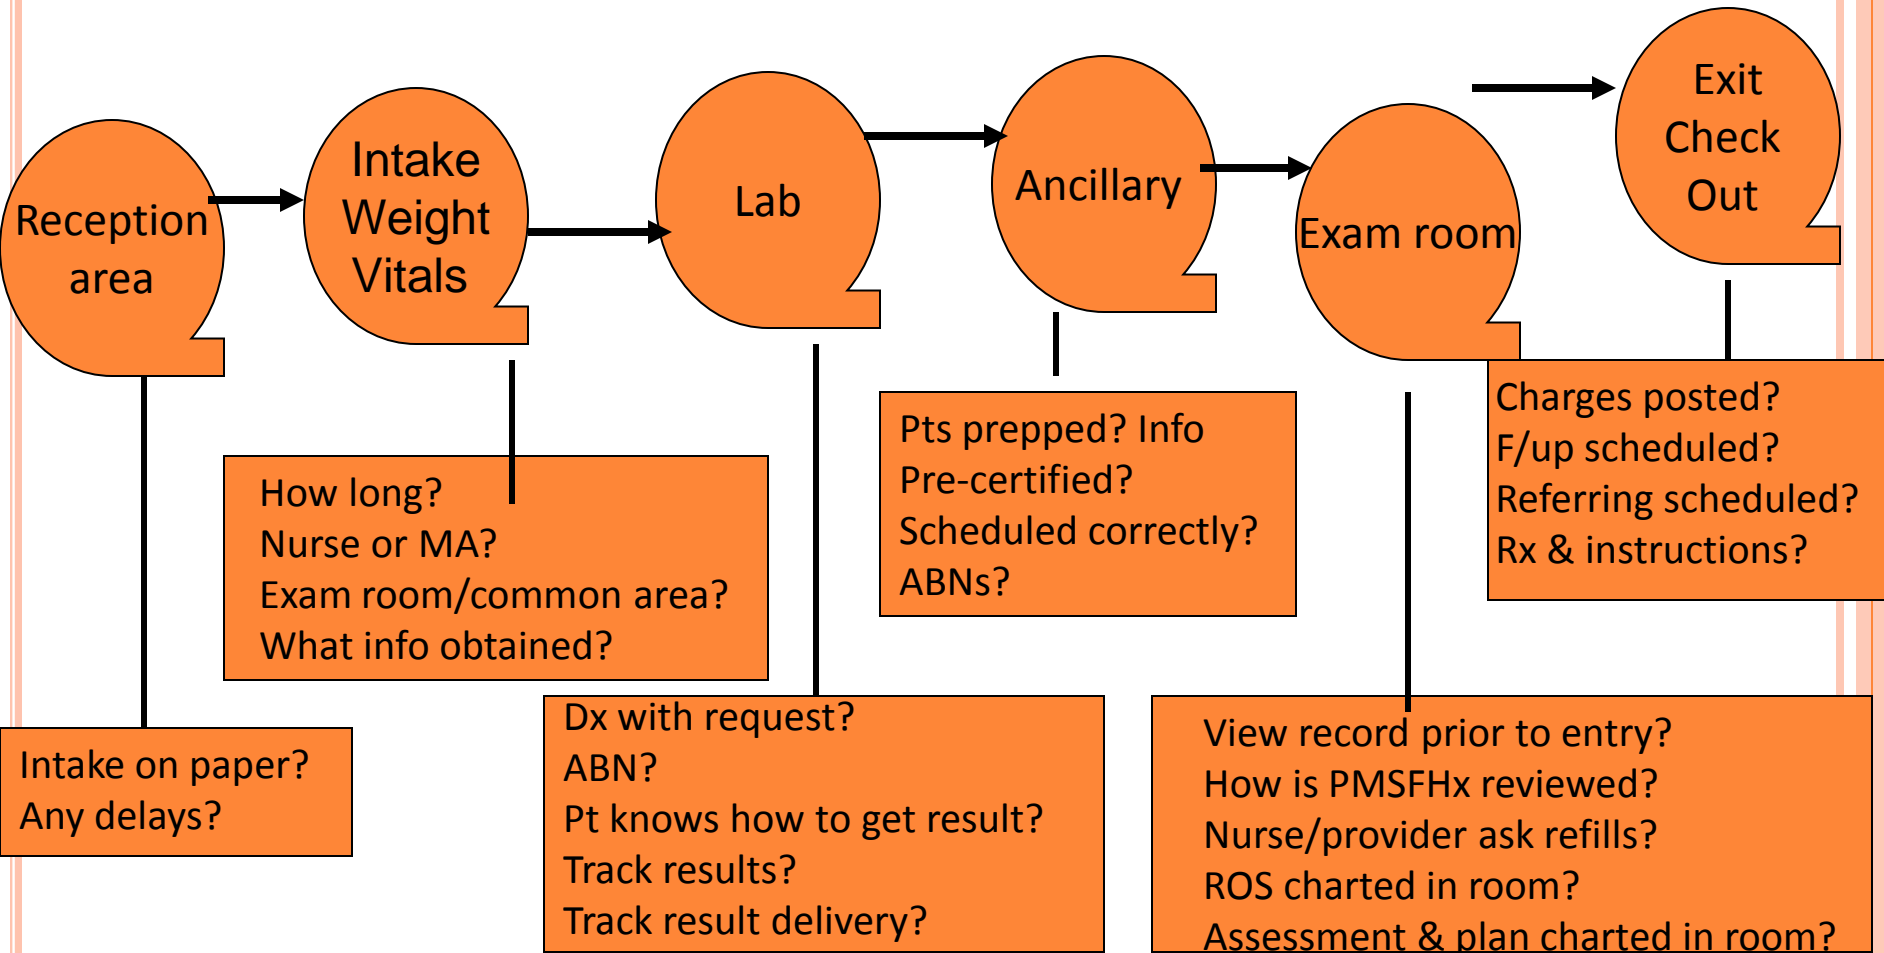 Reception
area
Intake
Weight
Vitals
Lab
Ancillary
Exam room
Exit
Check
Out
Intake on paper?
Any delays?
How long?
Nurse or MA?
Exam room/common area?
What info obtained?
Dx with request?
ABN?
Pt knows how to get result?
Track results?
Track result delivery?
Pts prepped? Info
Pre-certified?
Scheduled correctly?
ABNs?
View record prior to entry?
How is PMSFHx reviewed?
Nurse/provider ask refills?
ROS charted in room?
Assessment & plan charted in room?
Charges posted?
F/up scheduled?
Referring scheduled?
Rx & instructions?